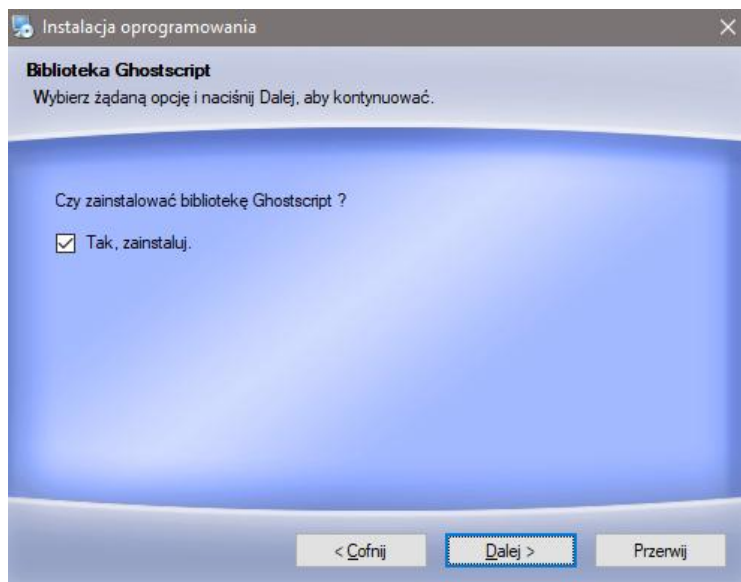 Instalacja oprogramowania
Biblioteka Ghostscript
Wybierz żądaną opcję i naciśnij Dalej, aby kontynuować.
Czy zainstalować bibliotekę Ghostscript ?
Tak, zainstaluj.
< Cofnij Dalej > Przerwij